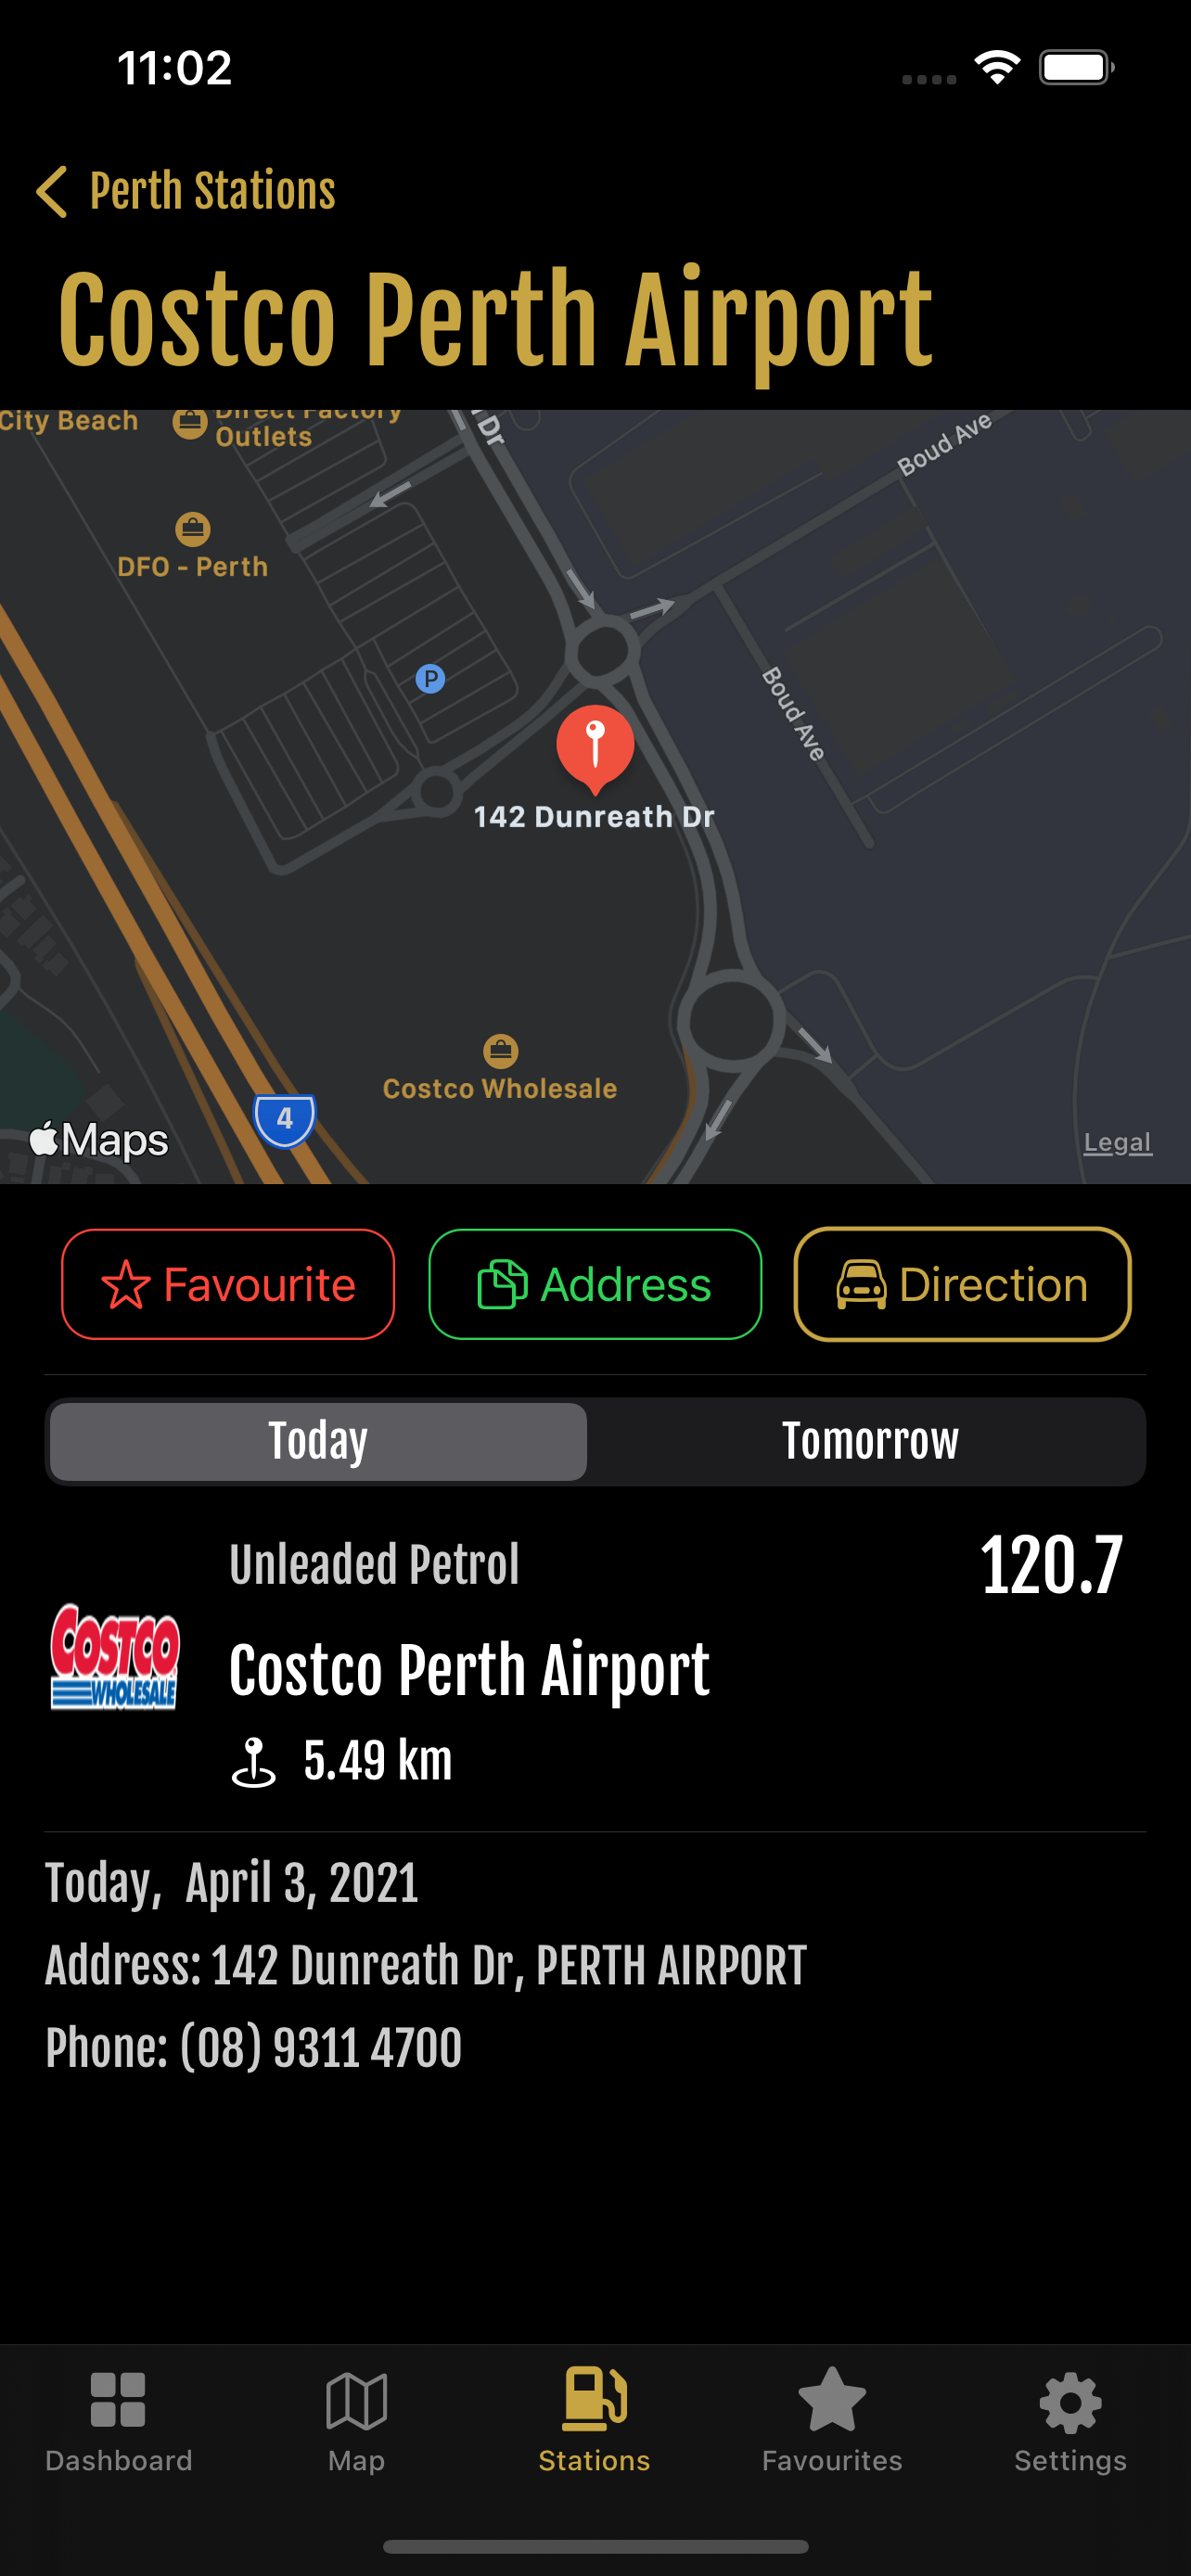 11:02
Perth Stations
Costco Perth Airport
City Beach
Direct Factory
Outlets
Dr
Boud Ave
DFO - Perth
P
Boud Ave
142 Dunreath Dr
Costco Wholesale
4
Maps
Legal
Favourite
Address
Direction
Today
Tomorrow
Unleaded Petrol
120.7
COSTCO
WHOLESALE
Costco Perth Airport
5.49 km
Today,  April 3, 2021
Address: 142 Dunreath Dr, PERTH AIRPORT
Phone: (08) 9311 4700
Dashboard
Map
Stations
Favourites
Settings